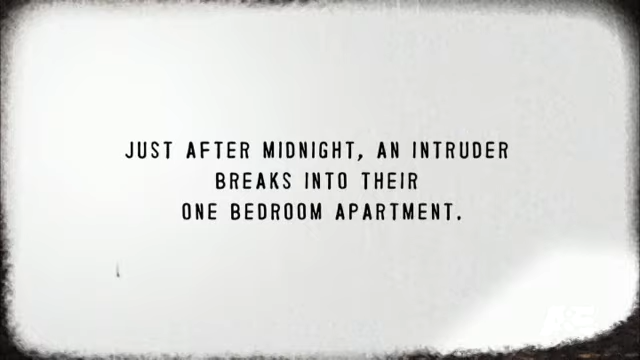 JUST AFTER MIDNIGHT, AN INTRUDER
BREAKS INTO THEIR
ONE BEDROOM APARTMENT.
A&E